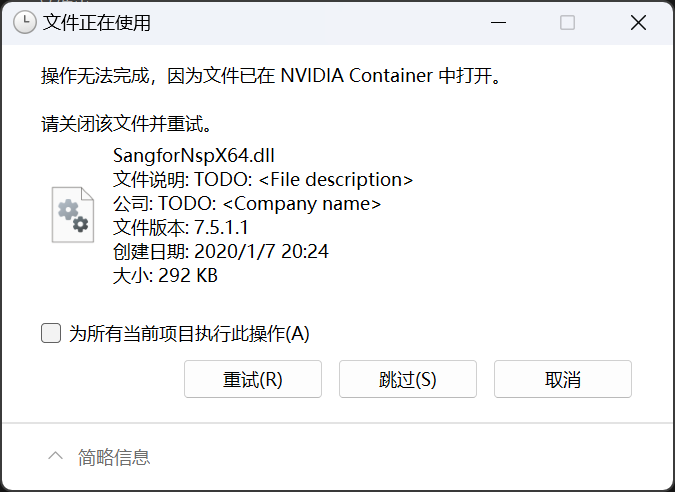 文件正在使用
操作无法完成，因为文件已在 NVIDIA Container 中打开。
请关闭该文件并重试。
SangforNspX64.dll
文件说明: TODO: <File description>
公司: TODO: <Company name>
文件版本: 7.5.1.1
创建日期: 2020/1/7 20:24
大小: 292 KB
为所有当前项目执行此操作(A)
重试(R)
跳过(S)
取消
简略信息